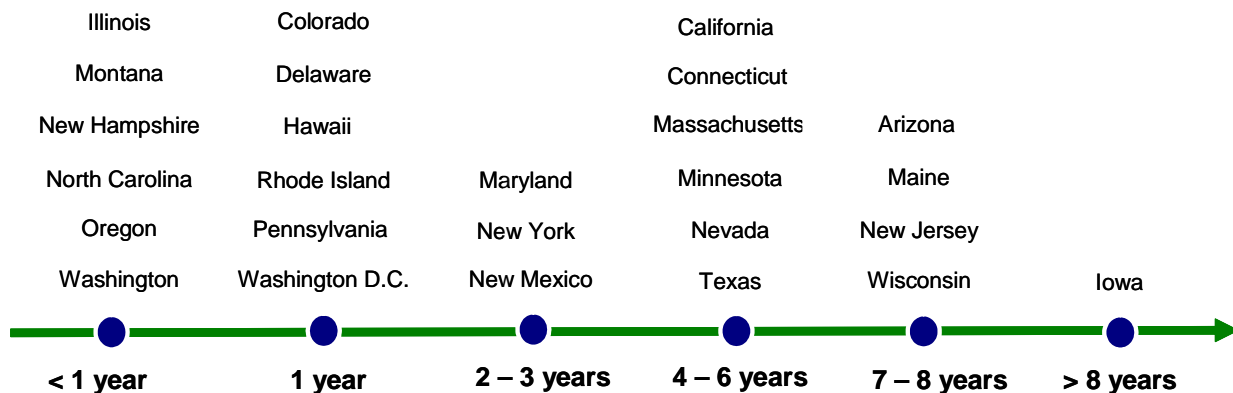 Illinois
Montana
New Hampshire
North Carolina
Oregon
Washington
Colorado
Delaware
Hawaii
Rhode Island
Pennsylvania
Washington D.C.
Maryland
New York
New Mexico
California
Connecticut
Massachusetts
Minnesota
Nevada
Texas
Arizona
Maine
New Jersey
Wisconsin
Iowa
< 1 year
1 year
2 – 3 years
4 – 6 years
7 – 8 years
> 8 years